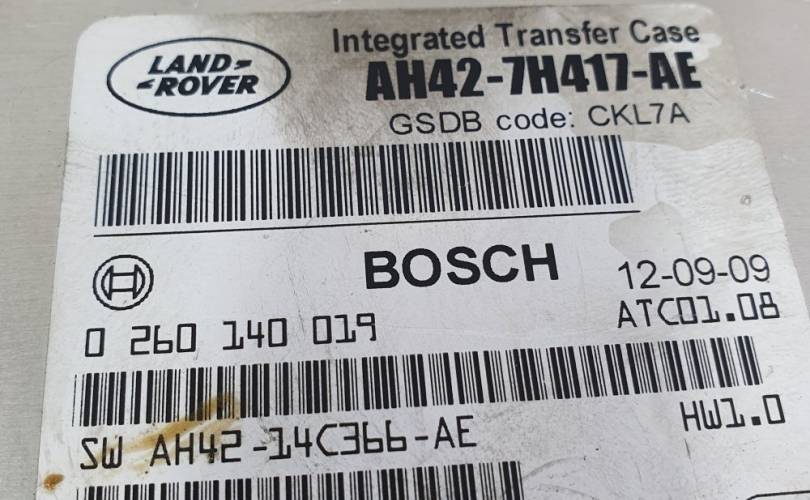 LAND
ROVER
Integrated Transfer Case
AH42-7H417-AE
GSDB code: CKL7A
BOSCH
12-09-09
0 260 140 019
ATC01.08
SW AH42-14C366-AE
HW1.0